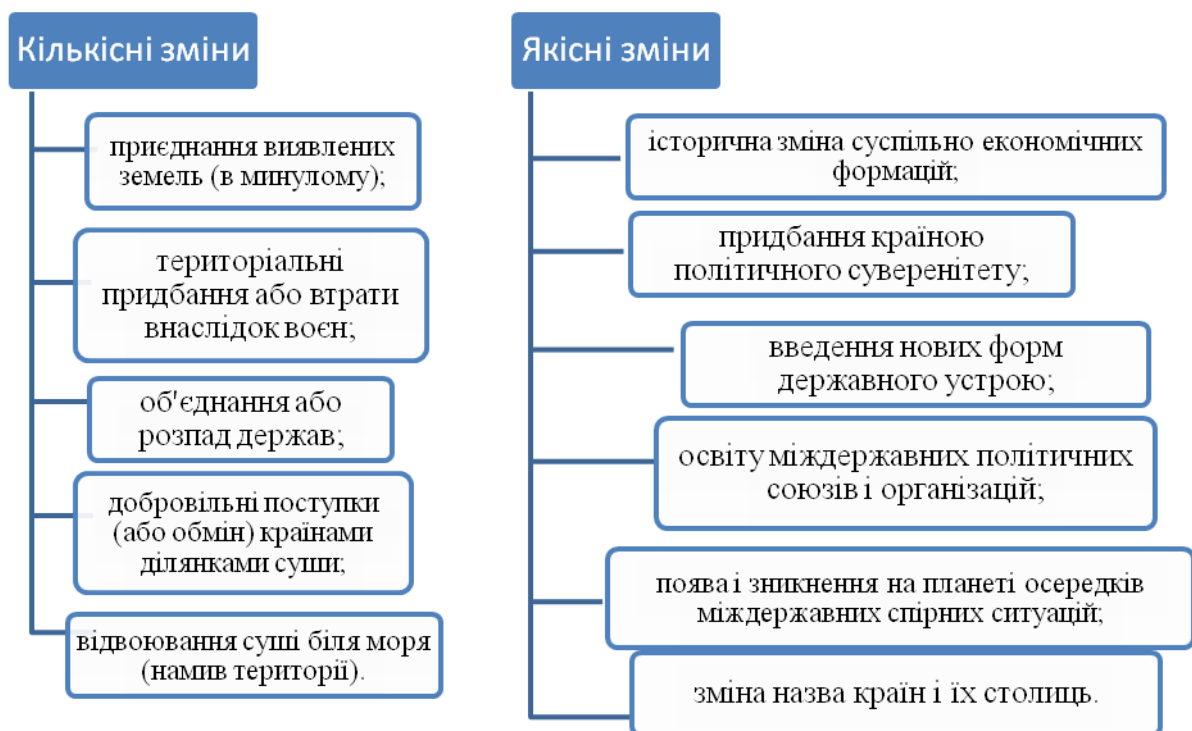 Кількісні зміни
приєднання виявлених
земель (в минулому);
територіальні
придбання або втрати
внаслідок воєн;
об'єднання або
розпад держав;
добровільні поступки
(або обмін) країнами
ділянками суши;
відвоювання суші біля моря
(намив території).
Якісні зміни
історична зміна суспільно економічних
формацій;
придбання країною
політичного суверенітету;
введення нових форм
державного устрою;
освіту міждержавних політичних
союзів і організацій;
поява і зникнення на планеті осередків
міждержавних спірних ситуацій;
зміна назва країн і їх столиць.